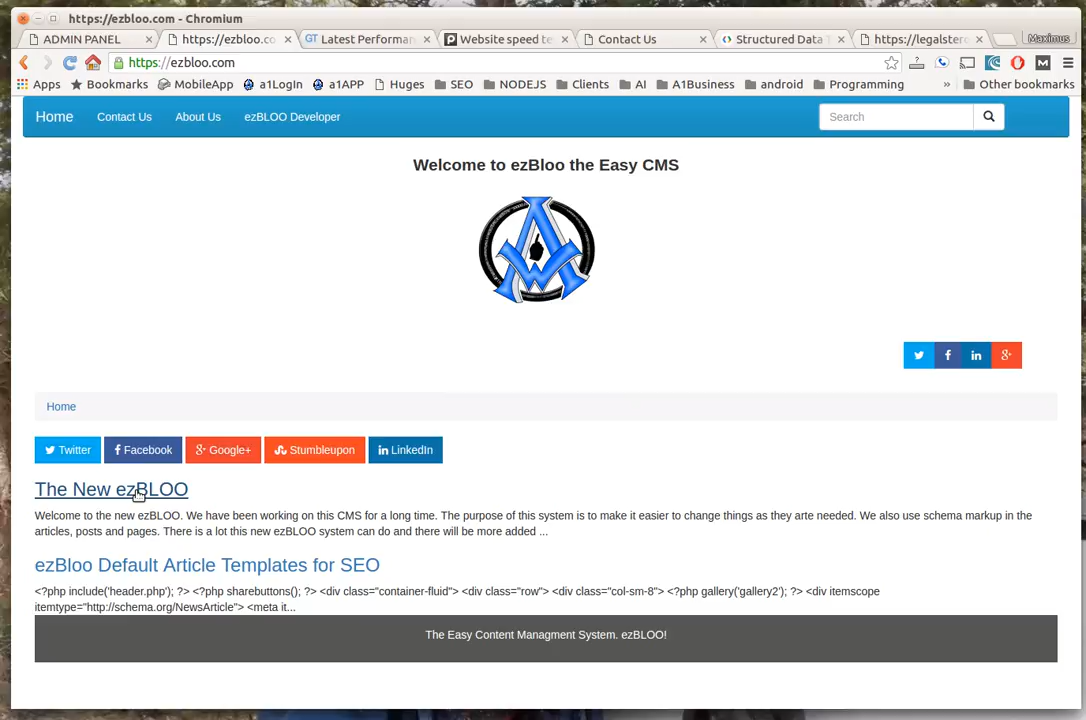 https://ezbloo.com - Chromium
ADMIN PANEL
https://ezbloo.co
Latest Performan
Website speed te
Contact Us
Structured Data T
https://legalstere
Maximus
https://ezbloo.com
Apps Bookmarks MobileApp a1LogIn a1APP Huges SEO NODEJS Clients AI A1Business android Programming » Other bookmarks
Home Contact Us About Us ezBLOO Developer Search
Welcome to ezBloo the Easy CMS
Home
Twitter Facebook Google+ Stumbleupon LinkedIn
The New ezBLOO
Welcome to the new ezBLOO. We have been working on this CMS for a long time. The purpose of this system is to make it easier to change things as they arte needed. We also use schema markup in the
articles, posts and pages. There is a lot this new ezBLOO system can do and there will be more added ...
ezBloo Default Article Templates for SEO
<?php include('header.php'); ?> <?php sharebuttons(); ?> <div class="container-fluid"> <div class="row"> <div class="col-sm-8"> <?php gallery('gallery2'); ?> <div itemscope
itemtype="http://schema.org/NewsArticle"> <meta it...
The Easy Content Managment System. ezBLOO!